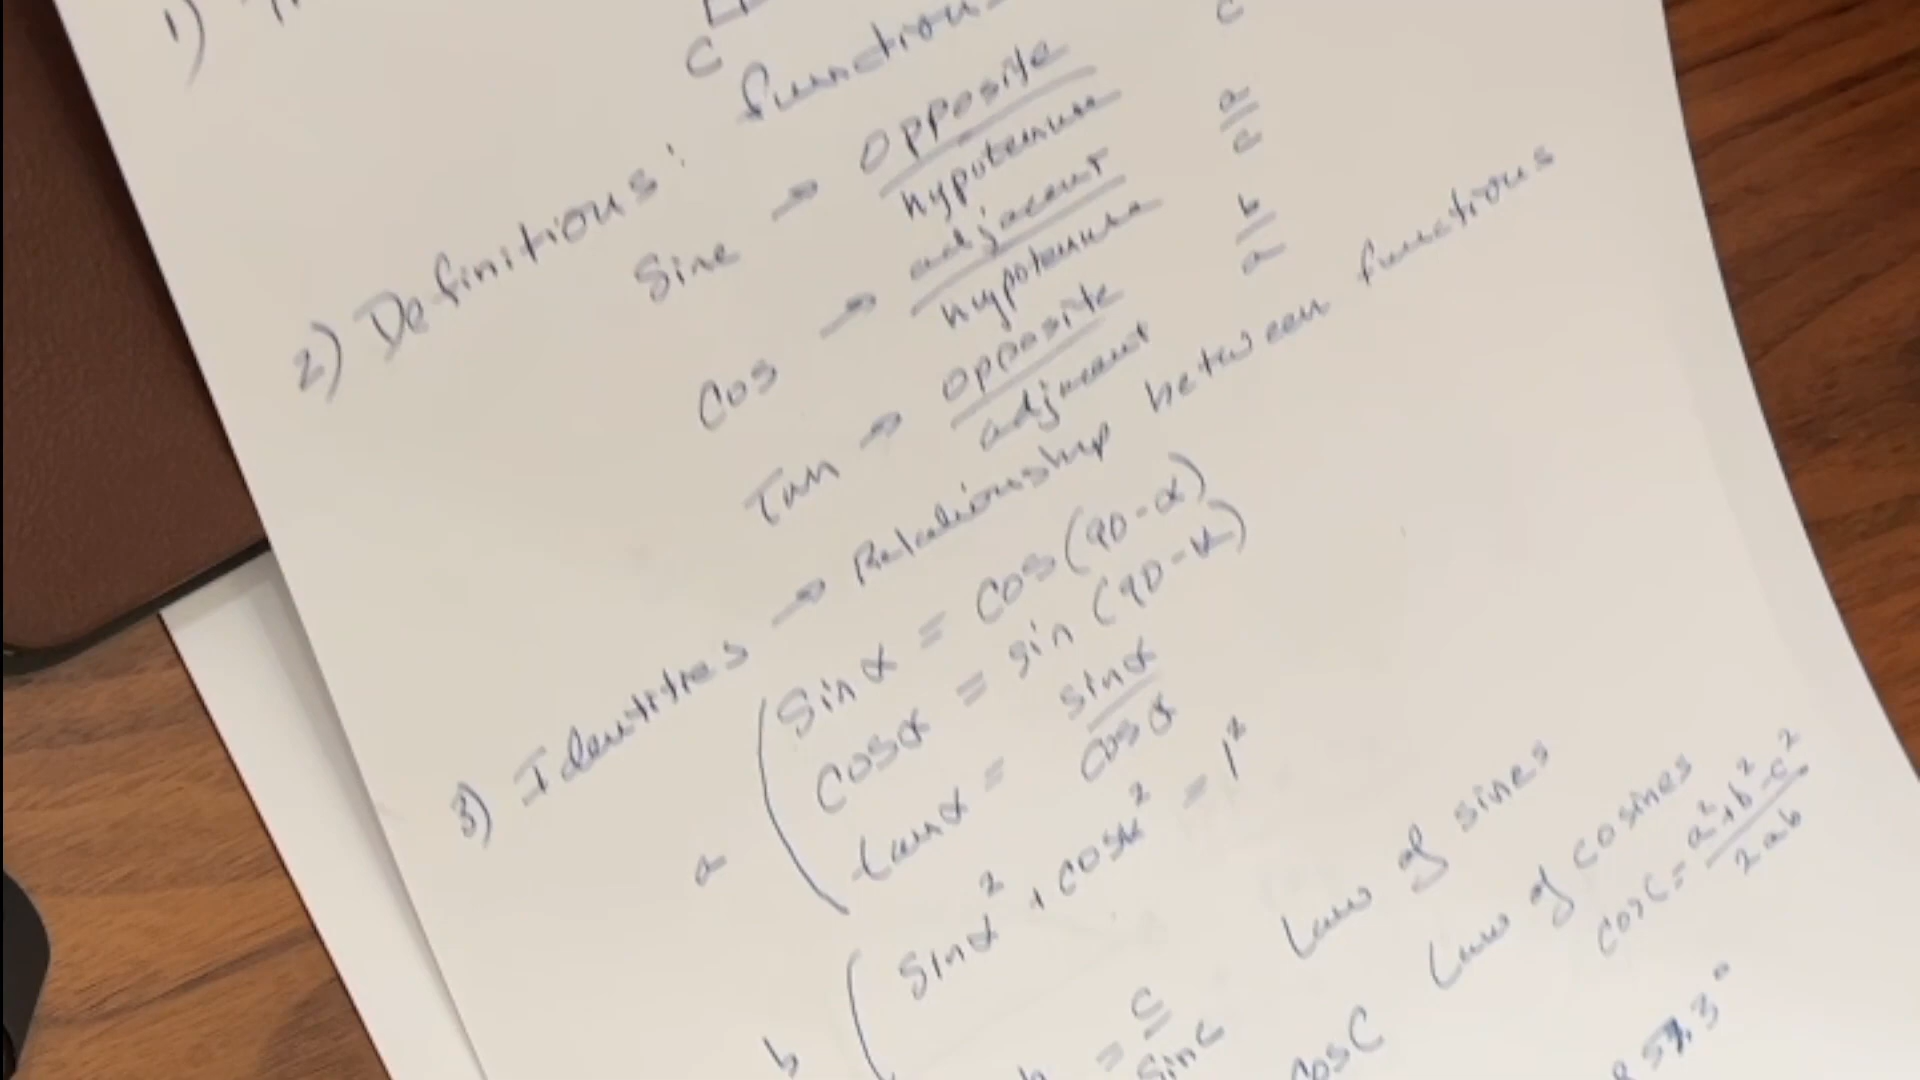 1)
C
functions
c
2) Definitions:
Sine → opposite / hypotenuse
a / c
Cos → adjacent / hypotenuse
b / a
Tan → opposite / adjacent
3) Identities → Relationship between functions
a ( sin α = cos (90 - α)
cos α = sin (90 - α)
tan α = sin α / cos α
b ( sin α² + cos α² = 1²
= c / sin C Law of sines
cos C Law of cosines
cos C = a² + b² - c² / 2ab
57.3°